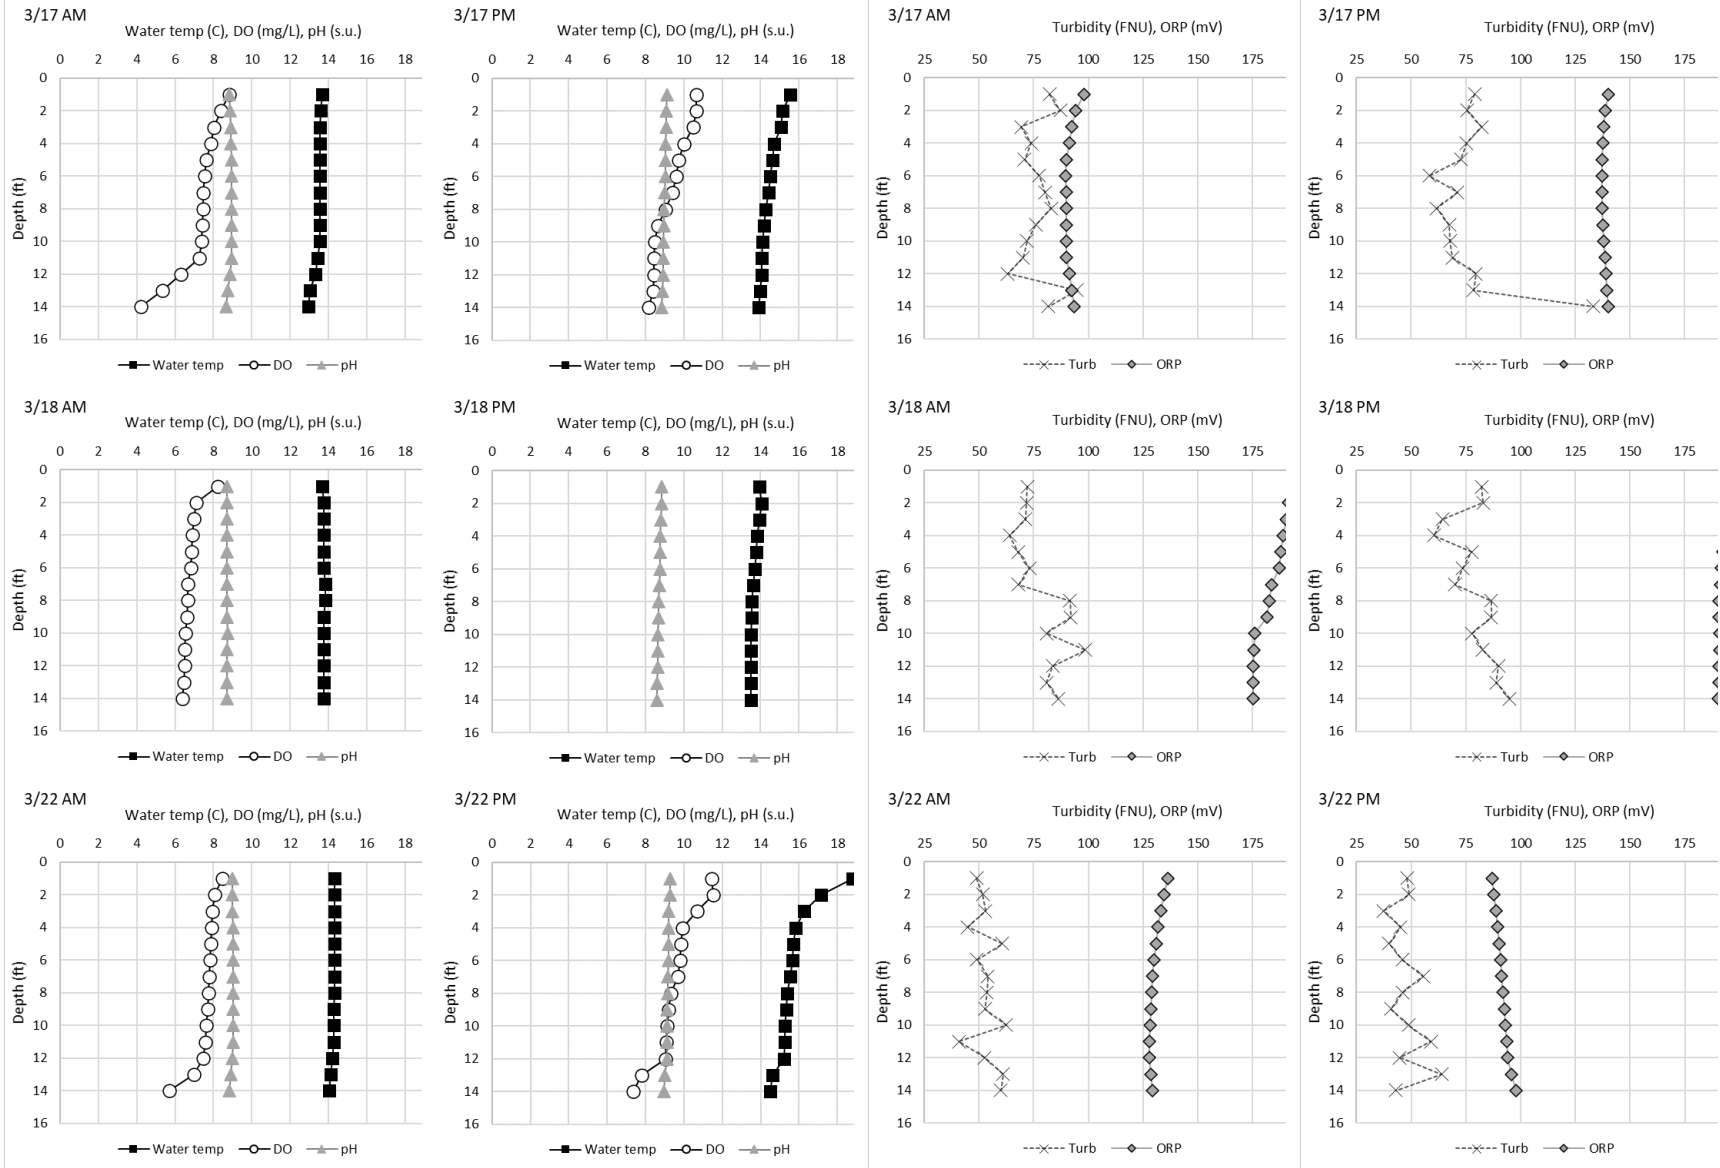 3/17 AM
Water temp (C), DO (mg/L), pH (s.u.)
0 2 4 6 8 10 12 14 16 18
0
2
4
6
8
10
12
14
16
Depth (ft)
Water temp DO pH
3/17 PM
Water temp (C), DO (mg/L), pH (s.u.)
0 2 4 6 8 10 12 14 16 18
0
2
4
6
8
10
12
14
16
Depth (ft)
Water temp DO pH
3/17 AM
Turbidity (FNU), ORP (mV)
25 50 75 100 125 150 175
0
2
4
6
8
10
12
14
16
Depth (ft)
Turb ORP
3/17 PM
Turbidity (FNU), ORP (mV)
25 50 75 100 125 150 175
0
2
4
6
8
10
12
14
16
Depth (ft)
Turb ORP
3/18 AM
Water temp (C), DO (mg/L), pH (s.u.)
0 2 4 6 8 10 12 14 16 18
0
2
4
6
8
10
12
14
16
Depth (ft)
Water temp DO pH
3/18 PM
Water temp (C), DO (mg/L), pH (s.u.)
0 2 4 6 8 10 12 14 16 18
0
2
4
6
8
10
12
14
16
Depth (ft)
Water temp DO pH
3/18 AM
Turbidity (FNU), ORP (mV)
25 50 75 100 125 150 175
0
2
4
6
8
10
12
14
16
Depth (ft)
Turb ORP
3/18 PM
Turbidity (FNU), ORP (mV)
25 50 75 100 125 150 175
0
2
4
6
8
10
12
14
16
Depth (ft)
Turb ORP
3/22 AM
Water temp (C), DO (mg/L), pH (s.u.)
0 2 4 6 8 10 12 14 16 18
0
2
4
6
8
10
12
14
16
Depth (ft)
Water temp DO pH
3/22 PM
Water temp (C), DO (mg/L), pH (s.u.)
0 2 4 6 8 10 12 14 16 18
0
2
4
6
8
10
12
14
16
Depth (ft)
Water temp DO pH
3/22 AM
Turbidity (FNU), ORP (mV)
25 50 75 100 125 150 175
0
2
4
6
8
10
12
14
16
Depth (ft)
Turb ORP
3/22 PM
Turbidity (FNU), ORP (mV)
25 50 75 100 125 150 175
0
2
4
6
8
10
12
14
16
Depth (ft)
Turb ORP